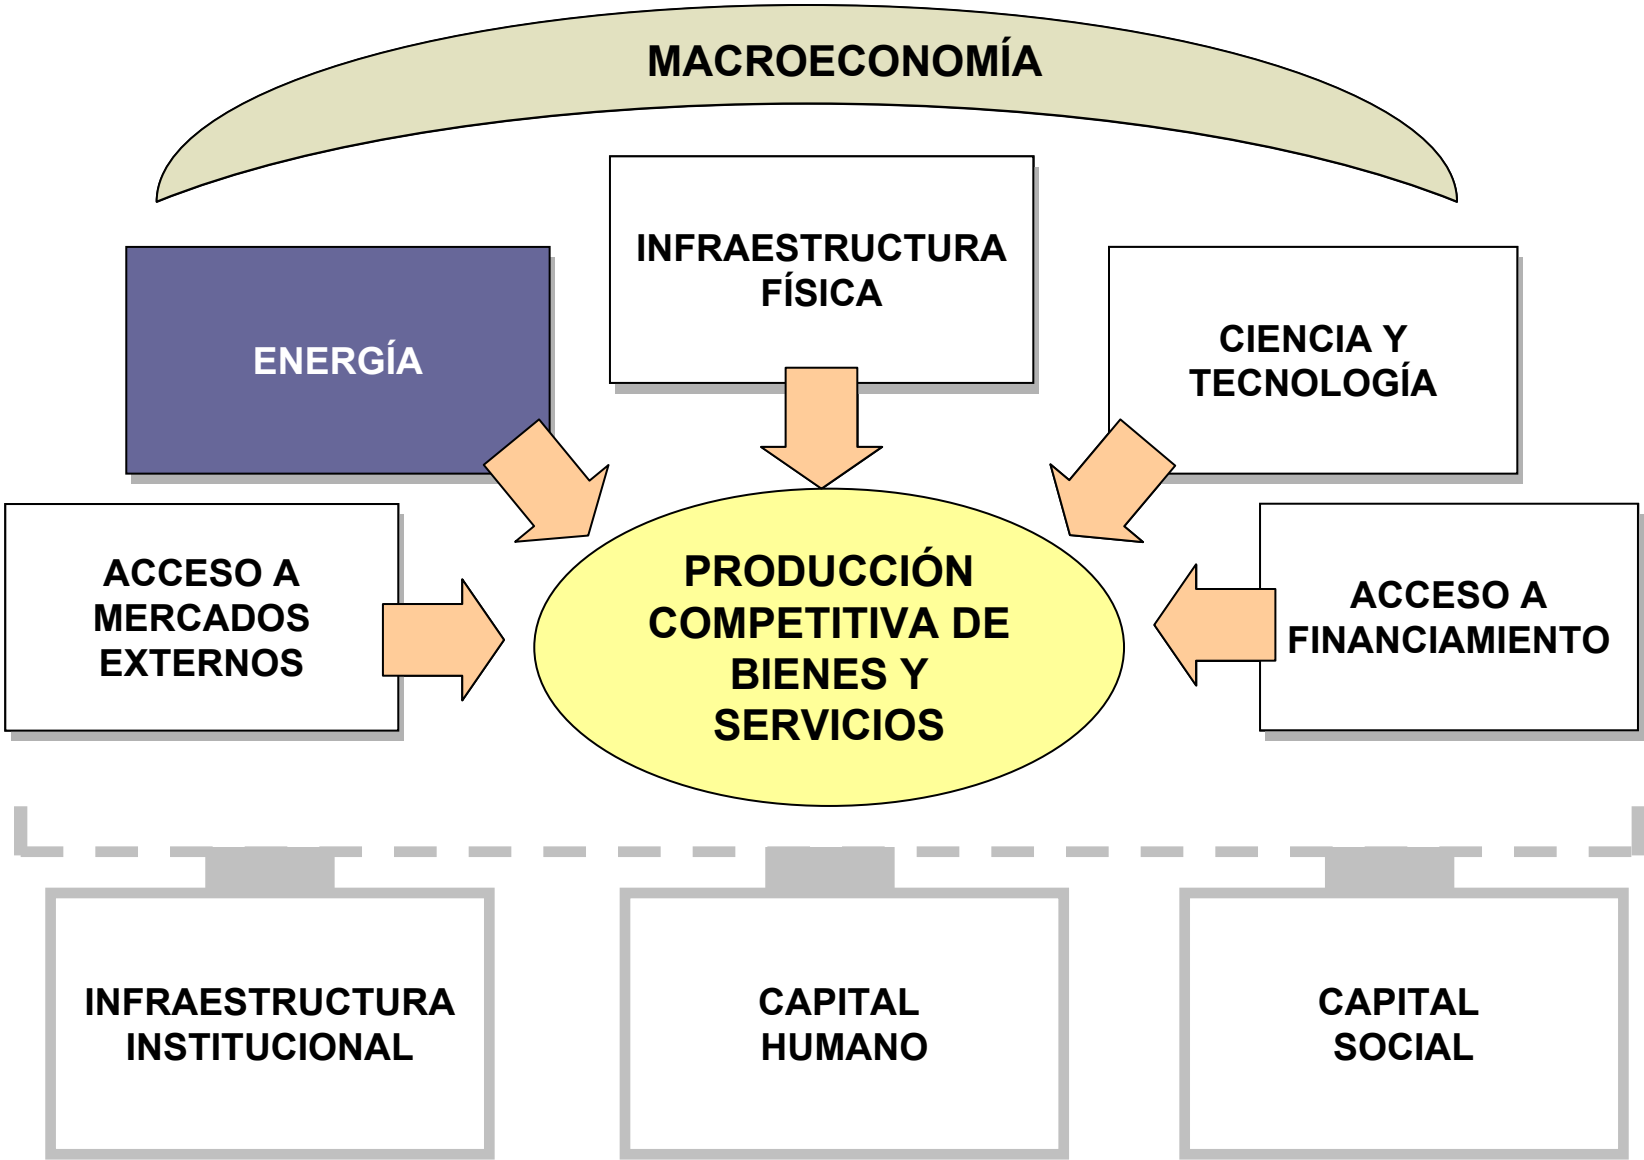 MACROECONOMÍA
INFRAESTRUCTURA
FÍSICA
ENERGÍA
CIENCIA Y
TECNOLOGÍA
ACCESO A
MERCADOS
EXTERNOS
PRODUCCIÓN
COMPETITIVA DE
BIENES Y
SERVICIOS
ACCESO A
FINANCIAMIENTO
INFRAESTRUCTURA
INSTITUCIONAL
CAPITAL
HUMANO
CAPITAL
SOCIAL